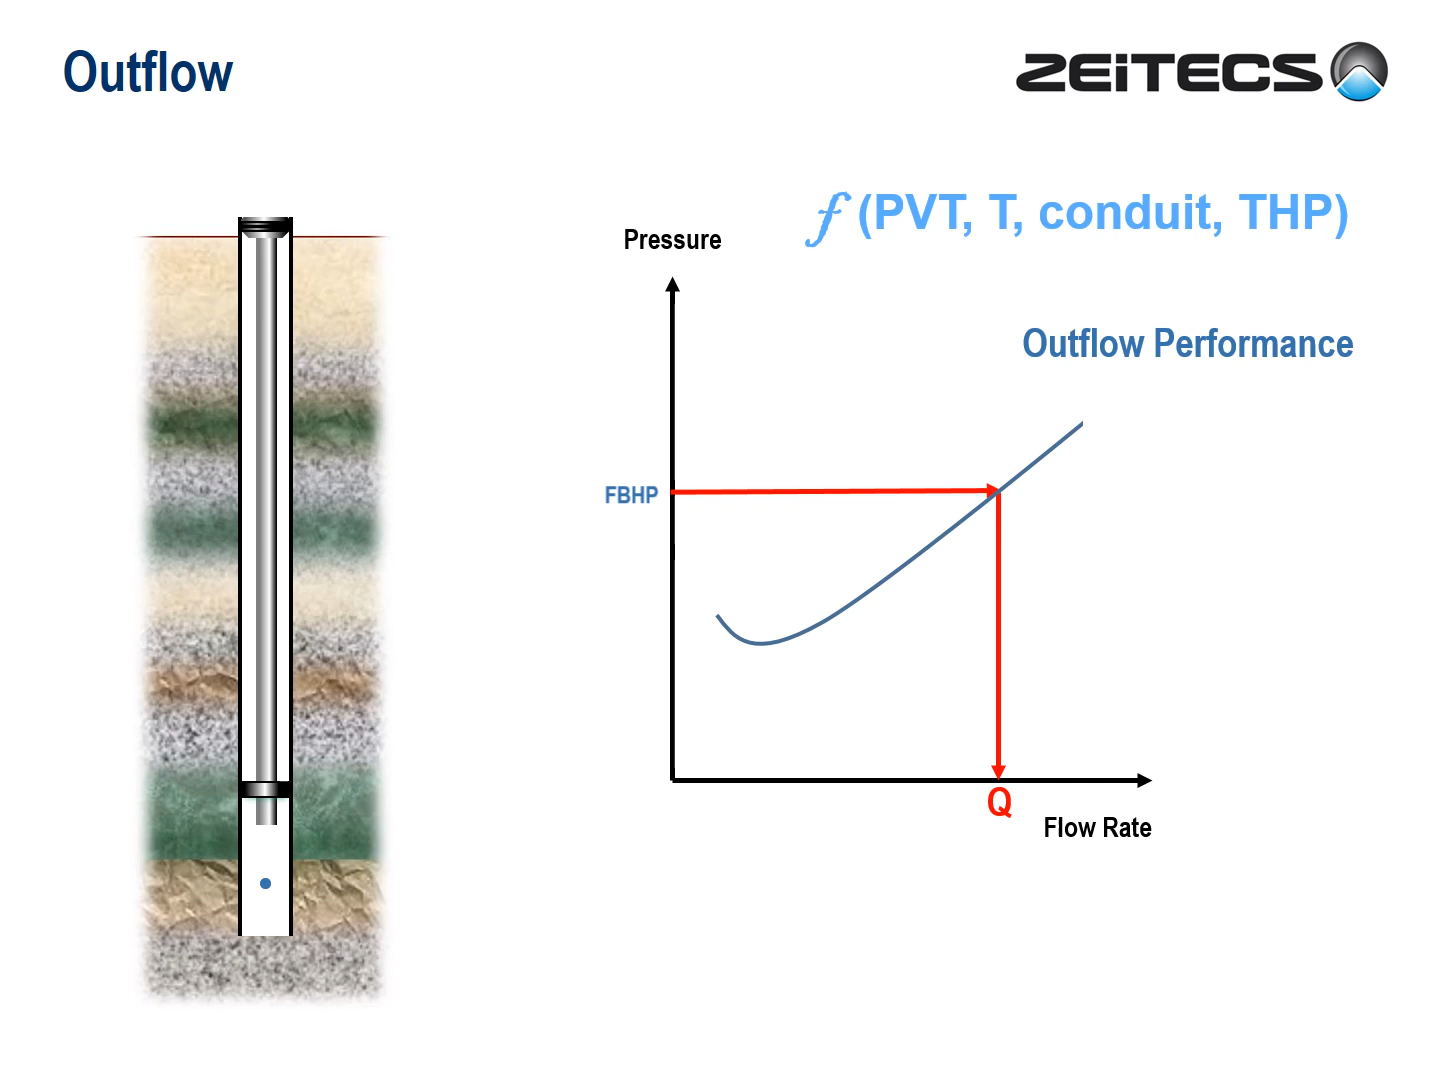 Outflow
ZEiTECS
f (PVT, T, conduit, THP)
Pressure
Outflow Performance
FBHP
Q
Flow Rate